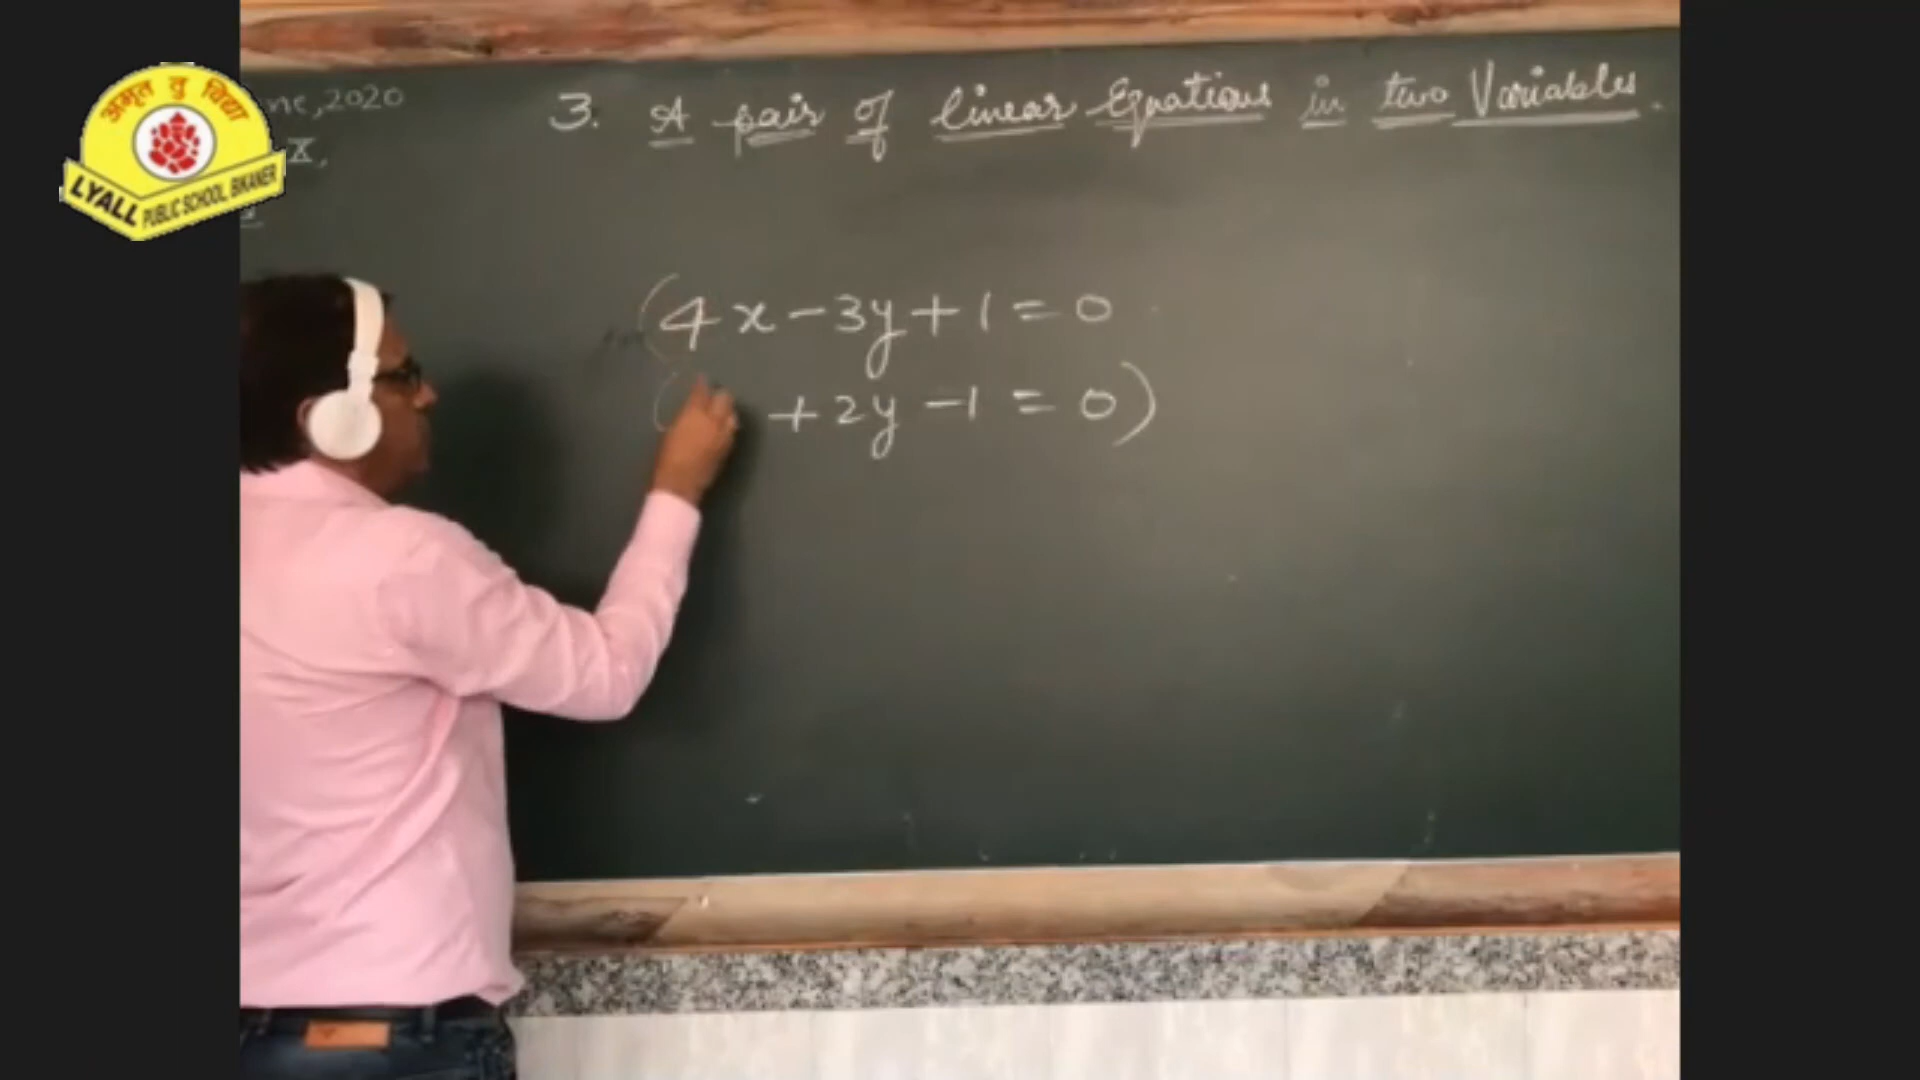 अमृतं तु विद्या
LYALL PUBLIC SCHOOL, BIKANER
ne, 2020
X,
3. A pair of linear Equations in two Variables.
(4x - 3y + 1 = 0
( + 2y - 1 = 0)